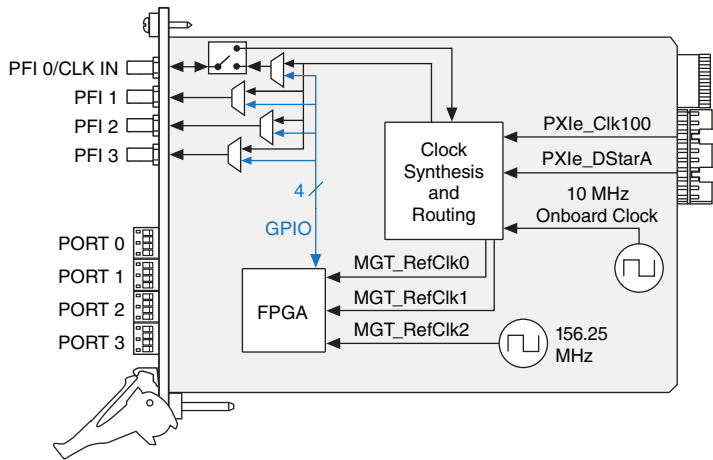 PFI 0/CLK IN
PFI 1
PFI 2
PFI 3
PORT 0
PORT 1
PORT 2
PORT 3
4
GPIO
FPGA
Clock
Synthesis
and
Routing
PXIe_Clk100
PXIe_DStarA
10 MHz
Onboard Clock
MGT_RefClk0
MGT_RefClk1
MGT_RefClk2
156.25
MHz